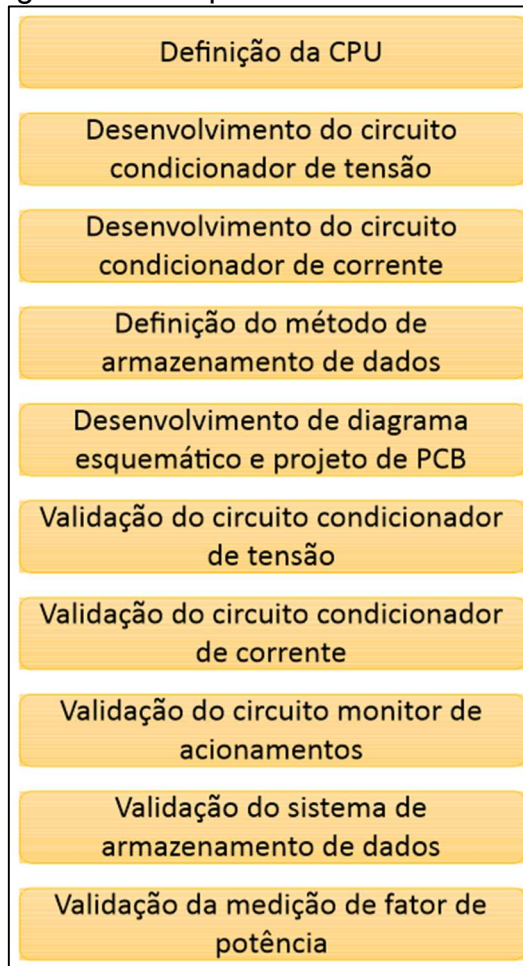 Definição da CPU
Desenvolvimento do circuito
condicionador de tensão
Desenvolvimento do circuito
condicionador de corrente
Definição do método de
armazenamento de dados
Desenvolvimento de diagrama
esquemático e projeto de PCB
Validação do circuito condicionador
de tensão
Validação do circuito condicionador
de corrente
Validação do circuito monitor de
acionamentos
Validação do sistema de
armazenamento de dados
Validação da medição de fator de
potência